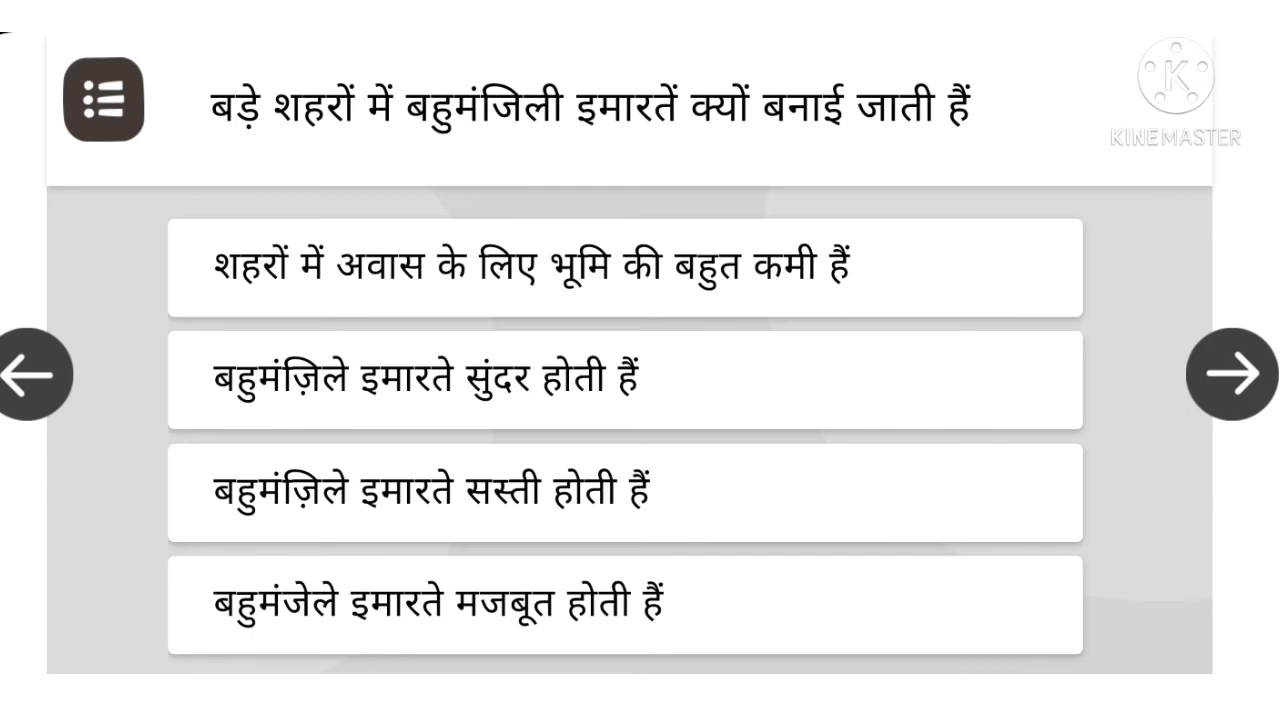 बड़े शहरों में बहुमंजिली इमारतें क्यों बनाई जाती हैं
KINEMASTER
शहरों में अवास के लिए भूमि की बहुत कमी हैं
बहुमंज़िले इमारते सुंदर होती हैं
बहुमंज़िले इमारते सस्ती होती हैं
बहुमंजेले इमारते मजबूत होती हैं